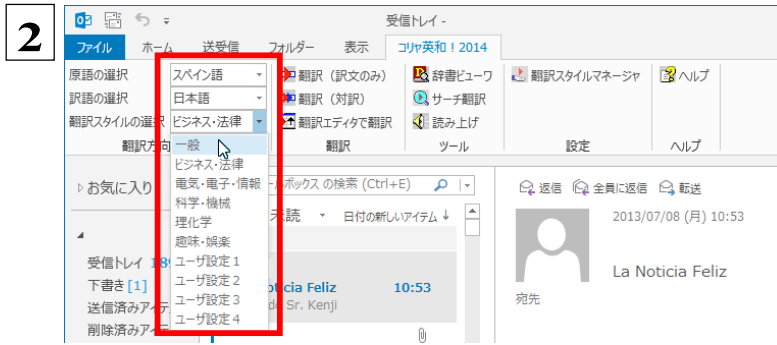 2
受信トレイ -
ファイル ホーム 送受信 フォルダー 表示 コリャ英和！2014
原語の選択 スペイン語 翻訳（訳文のみ） 辞書ビューワ 翻訳スタイルマネージャ ヘルプ
訳語の選択 日本語 翻訳（対訳） サーチ翻訳
翻訳スタイルの選択 ビジネス・法律 翻訳エディタで翻訳 読み上げ
翻訳方向 翻訳 ツール 設定 ヘルプ
一般
ビジネス・法律
電気・電子・情報
科学・機械
理化学
趣味・娯楽
ユーザ設定1
ユーザ設定2
ユーザ設定3
ユーザ設定4
お気に入り
受信トレイ
下書き [1]
送信済みアイテ
削除済みアイ
ールボックス の検索 (Ctrl+E)
未読 日付の新しいアイテム ↓
ticia Feliz 10:53
de Sr. Kenji
返信 全員に返信 転送
2013/07/08 (月) 10:53
La Noticia Feliz
宛先